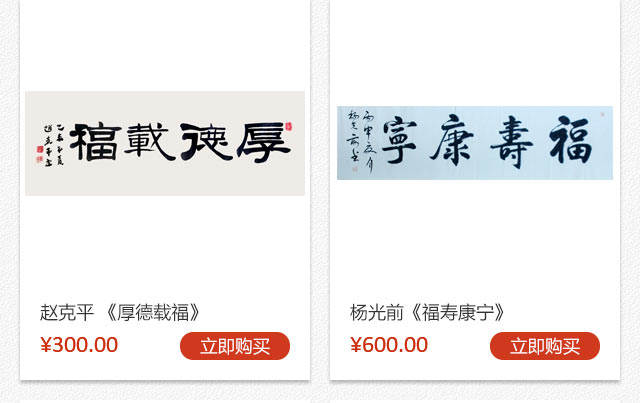 福載德厚
寧康壽福
赵克平 《厚德载福》
¥300.00
立即购买
杨光前《福寿康宁》
¥600.00
立即购买